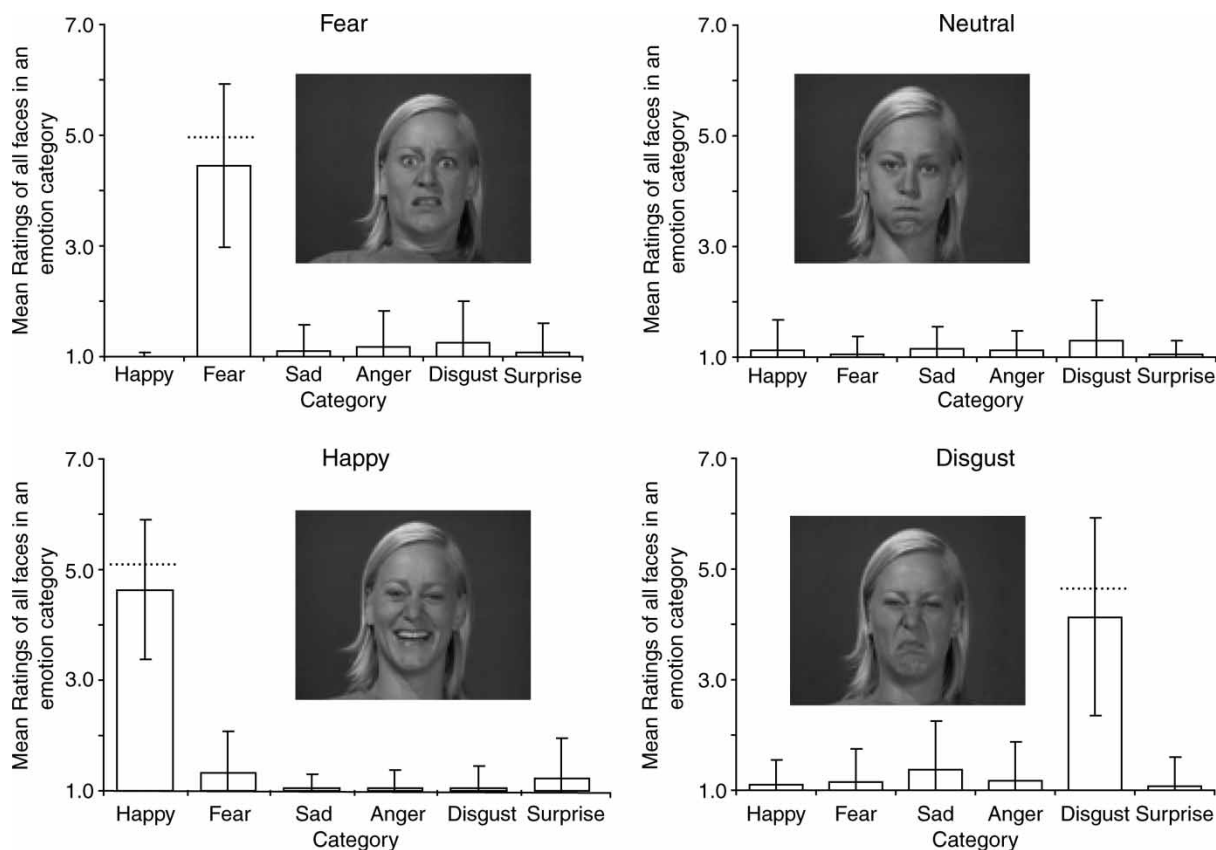 Fear
Mean Ratings of all faces in an
emotion category
7.0
5.0
3.0
1.0
Happy Fear Sad Anger Disgust Surprise
Category
Neutral
Mean Ratings of all faces in an
emotion category
7.0
5.0
3.0
1.0
Happy Fear Sad Anger Disgust Surprise
Category
Happy
Mean Ratings of all faces in an
emotion category
7.0
5.0
3.0
1.0
Happy Fear Sad Anger Disgust Surprise
Category
Disgust
Mean Ratings of all faces in an
emotion category
7.0
5.0
3.0
1.0
Happy Fear Sad Anger Disgust Surprise
Category